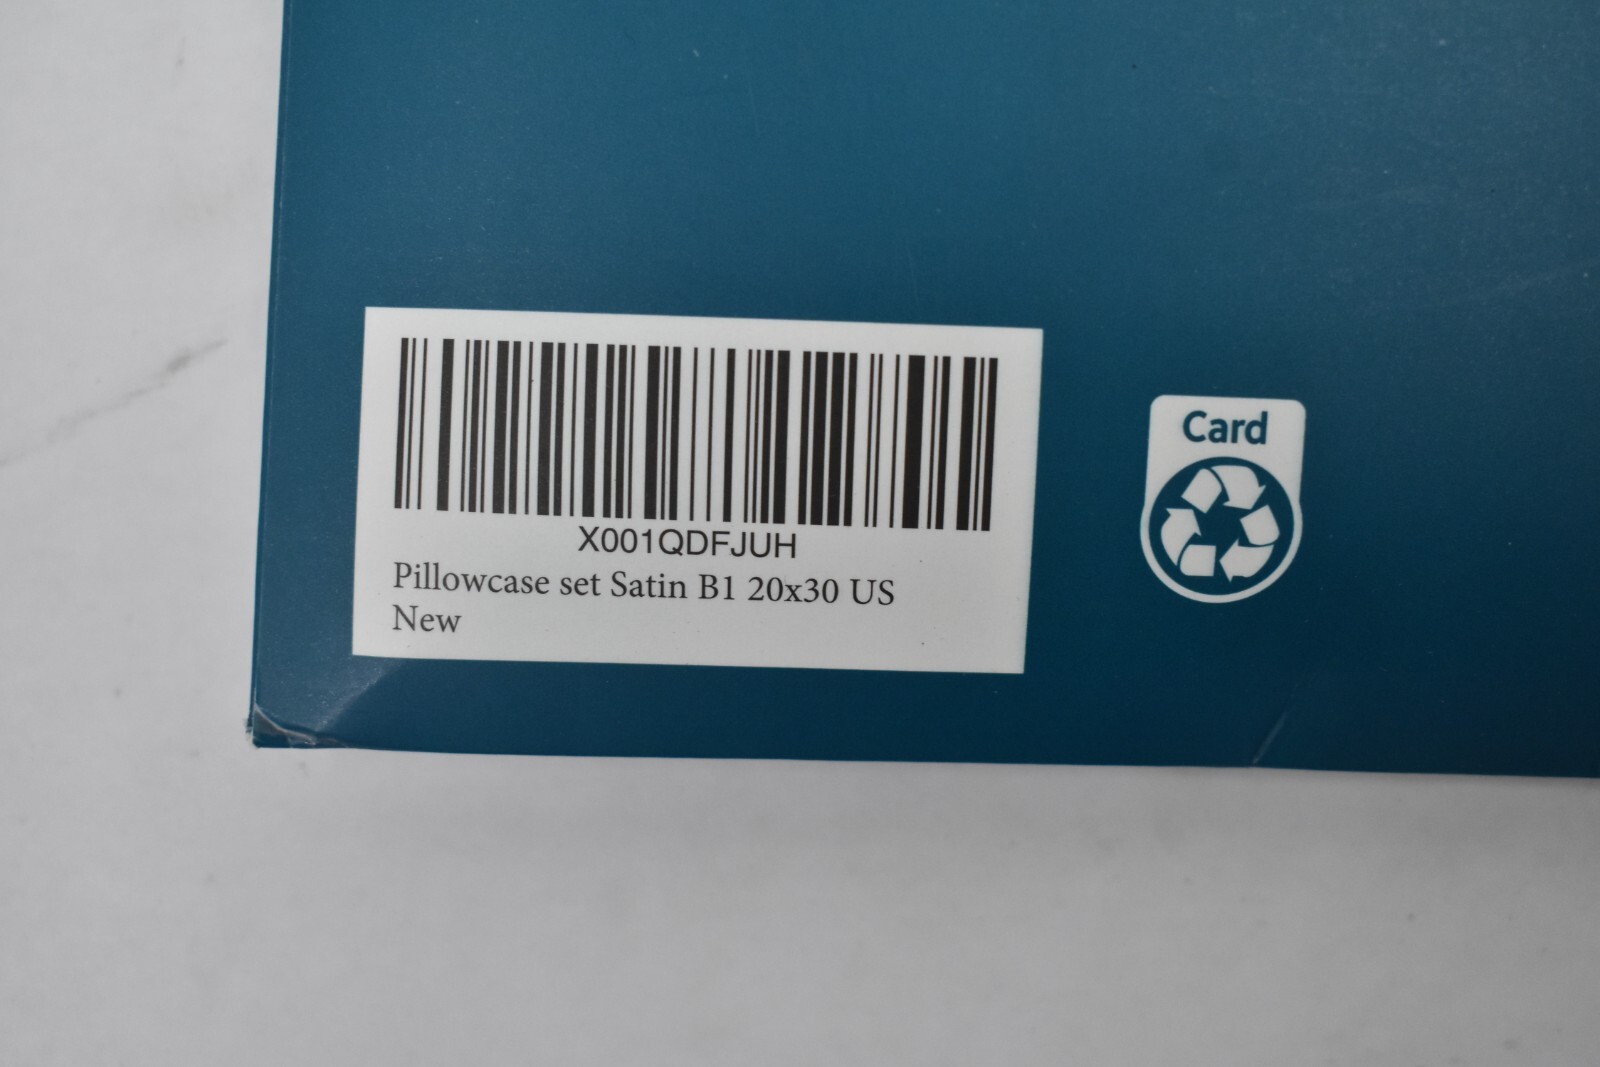 X001QDFJUH
Pillowcase set Satin B1 20x30 US
New
Card